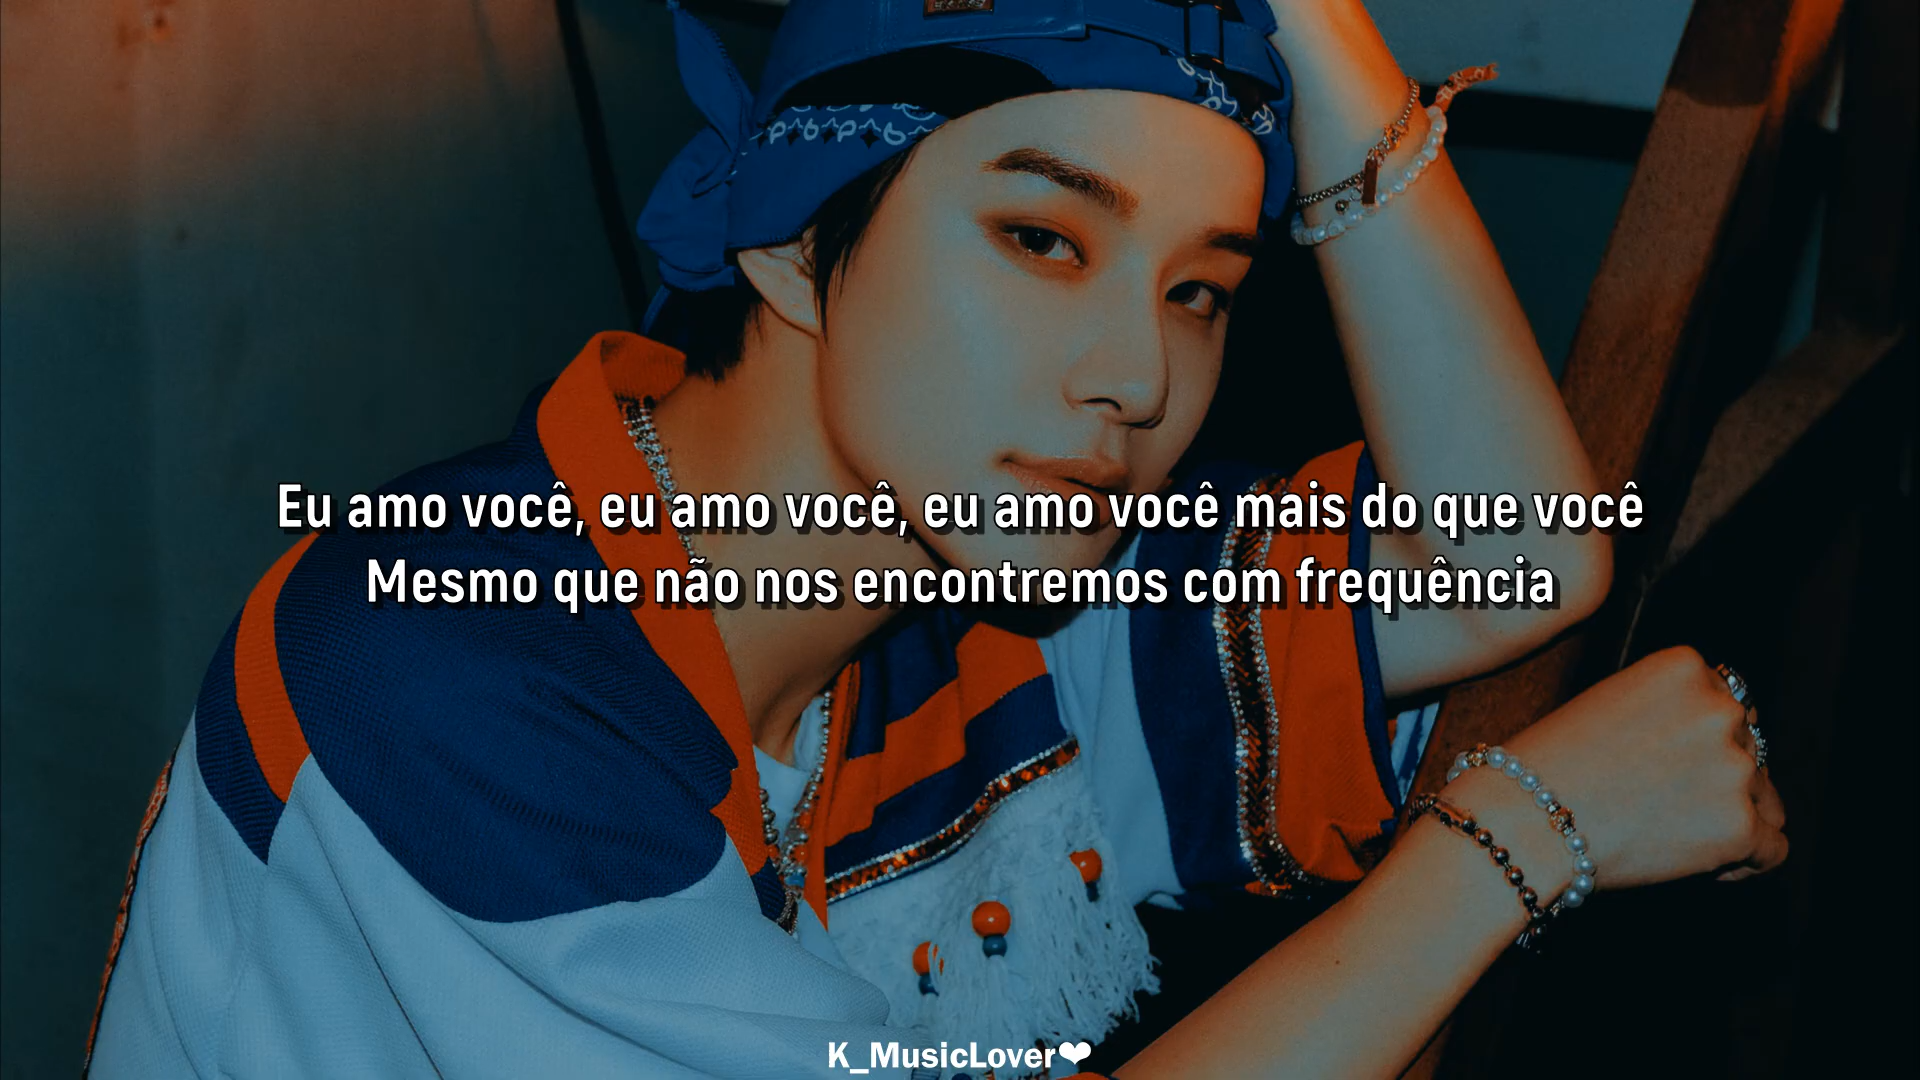 Eu amo você, eu amo você, eu amo você mais do que você
Mesmo que não nos encontremos com frequência
K_MusicLover❤